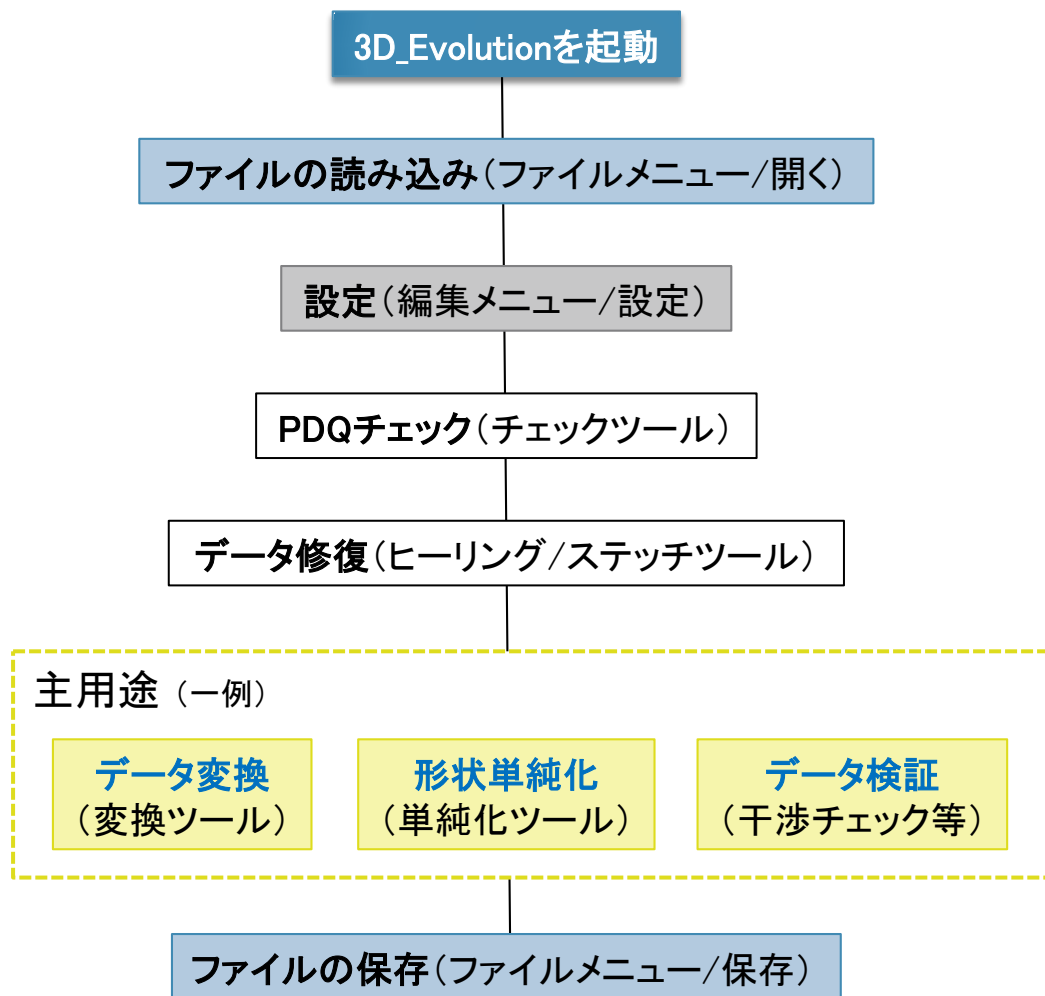 3D_Evolutionを起動
ファイルの読み込み（ファイルメニュー/開く）
設定（編集メニュー/設定）
PDQチェック（チェックツール）
データ修復（ヒーリング/ステッチツール）
主用途（一例）
データ変換
（変換ツール）
形状単純化
（単純化ツール）
データ検証
（干渉チェック等）
ファイルの保存（ファイルメニュー/保存）